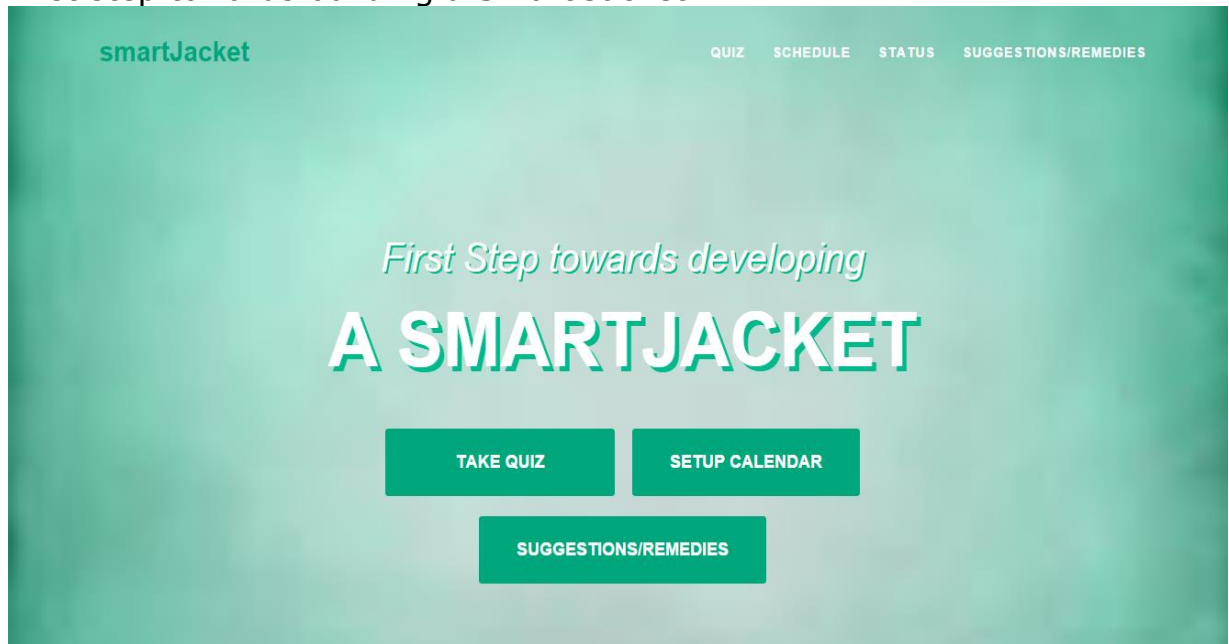 smartJacket
QUIZ SCHEDULE STATUS SUGGESTIONS/REMEDIES
First Step towards developing
A SMARTJACKET
TAKE QUIZ SETUP CALENDAR
SUGGESTIONS/REMEDIES